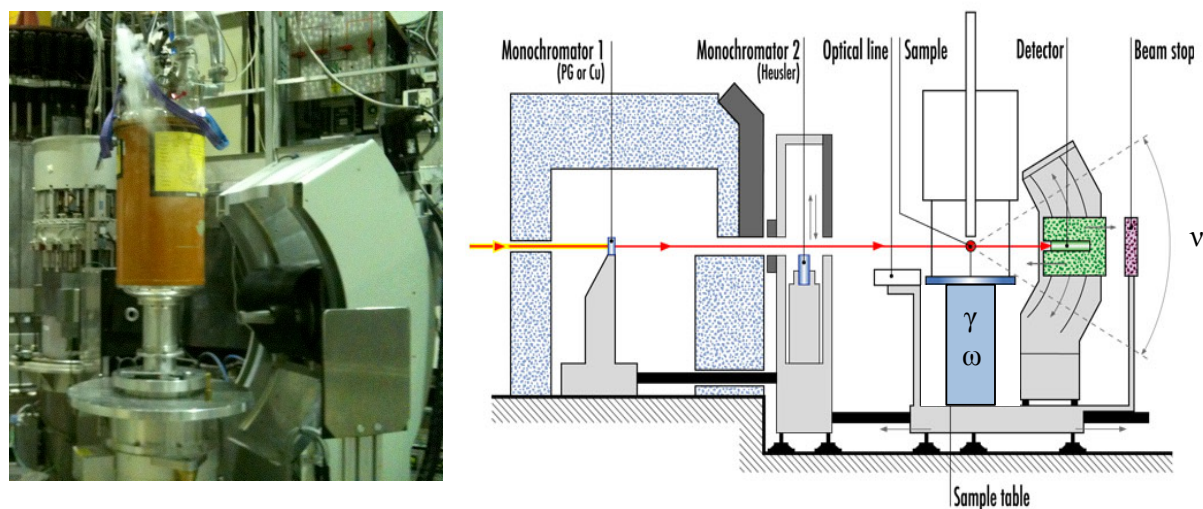 Monochromator 1
(PG or Cu)
Monochromator 2
(Heusler)
Optical line
Sample
Detector
Beam stop
ν
γ
ω
Sample table